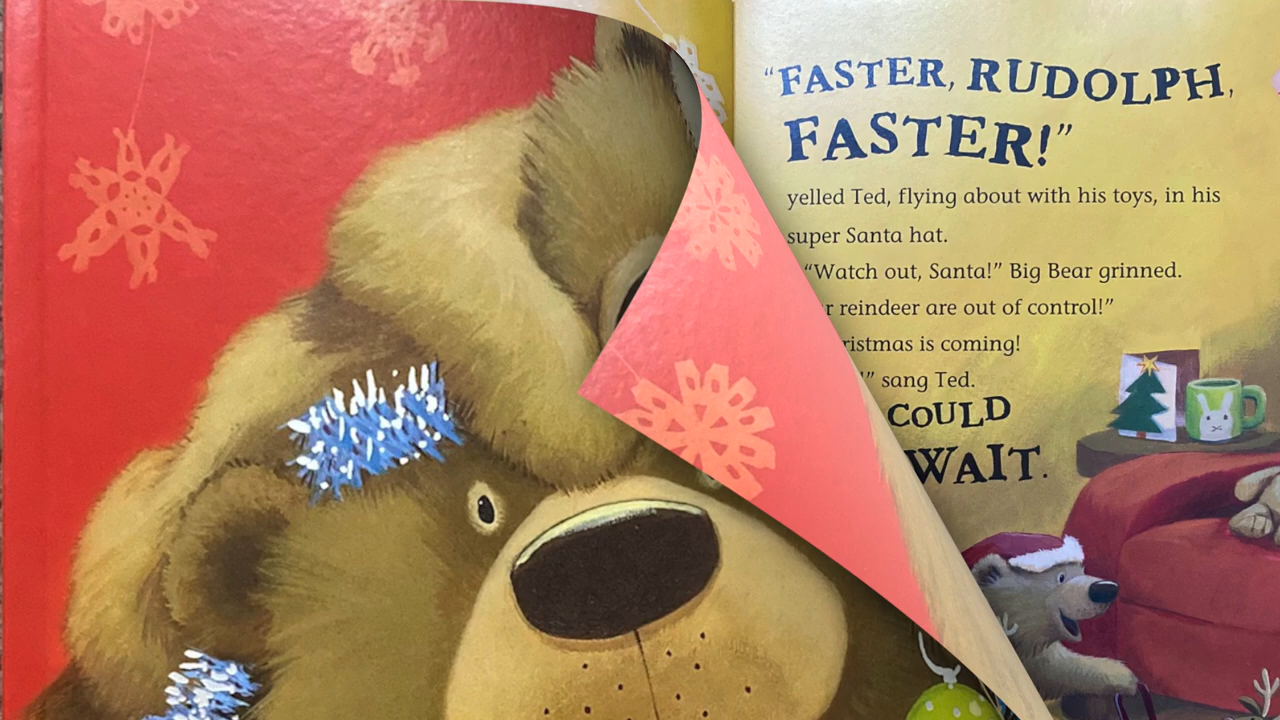 “FASTER, RUDOLPH,
FASTER!”
yelled Ted, flying about with his toys, in his
super Santa hat.
“Watch out, Santa!” Big Bear grinned.
reindeer are out of control!”
is coming!
sang Ted.
COULD
WAIT.